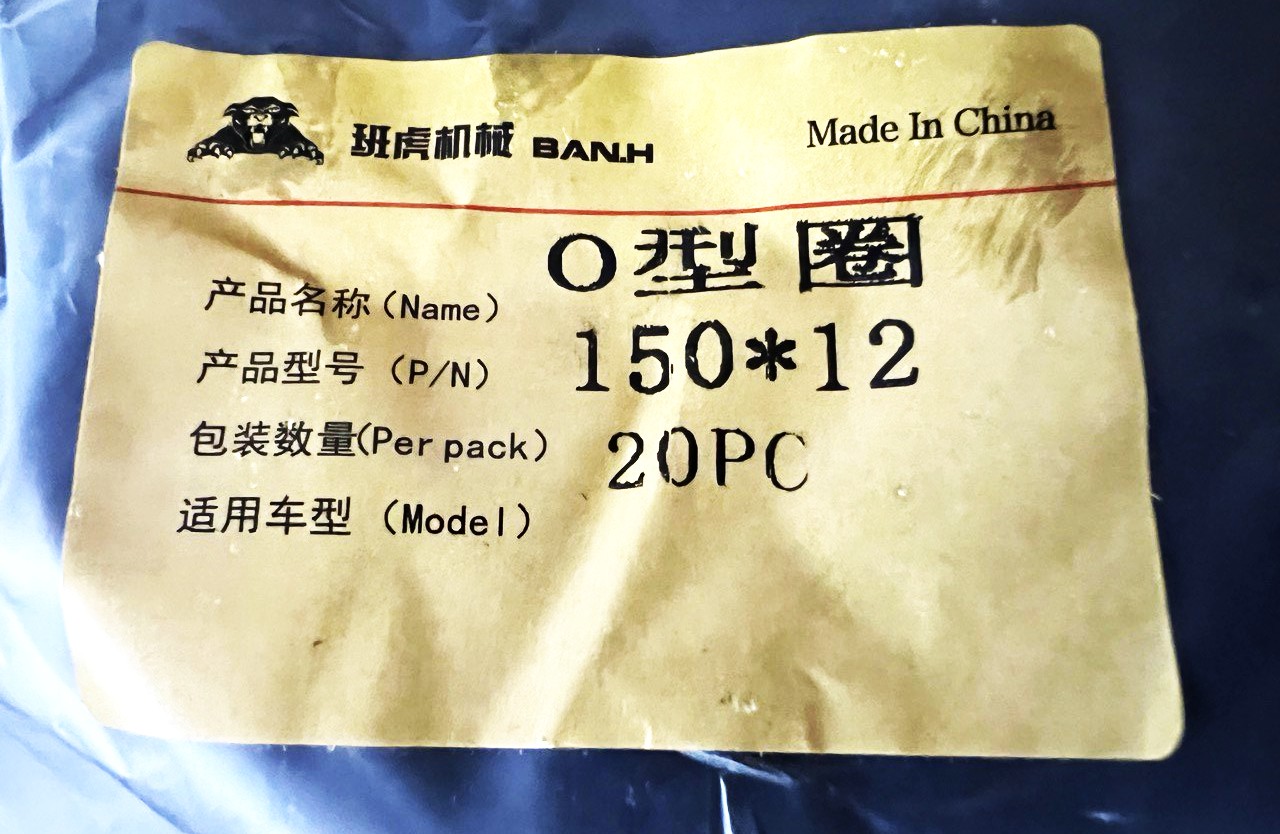 班虎机械 BAN.H
Made In China
产品名称(Name) O型圈
产品型号 (P/N) 150*12
包装数量(Per pack) 20PC
适用车型 (Model)